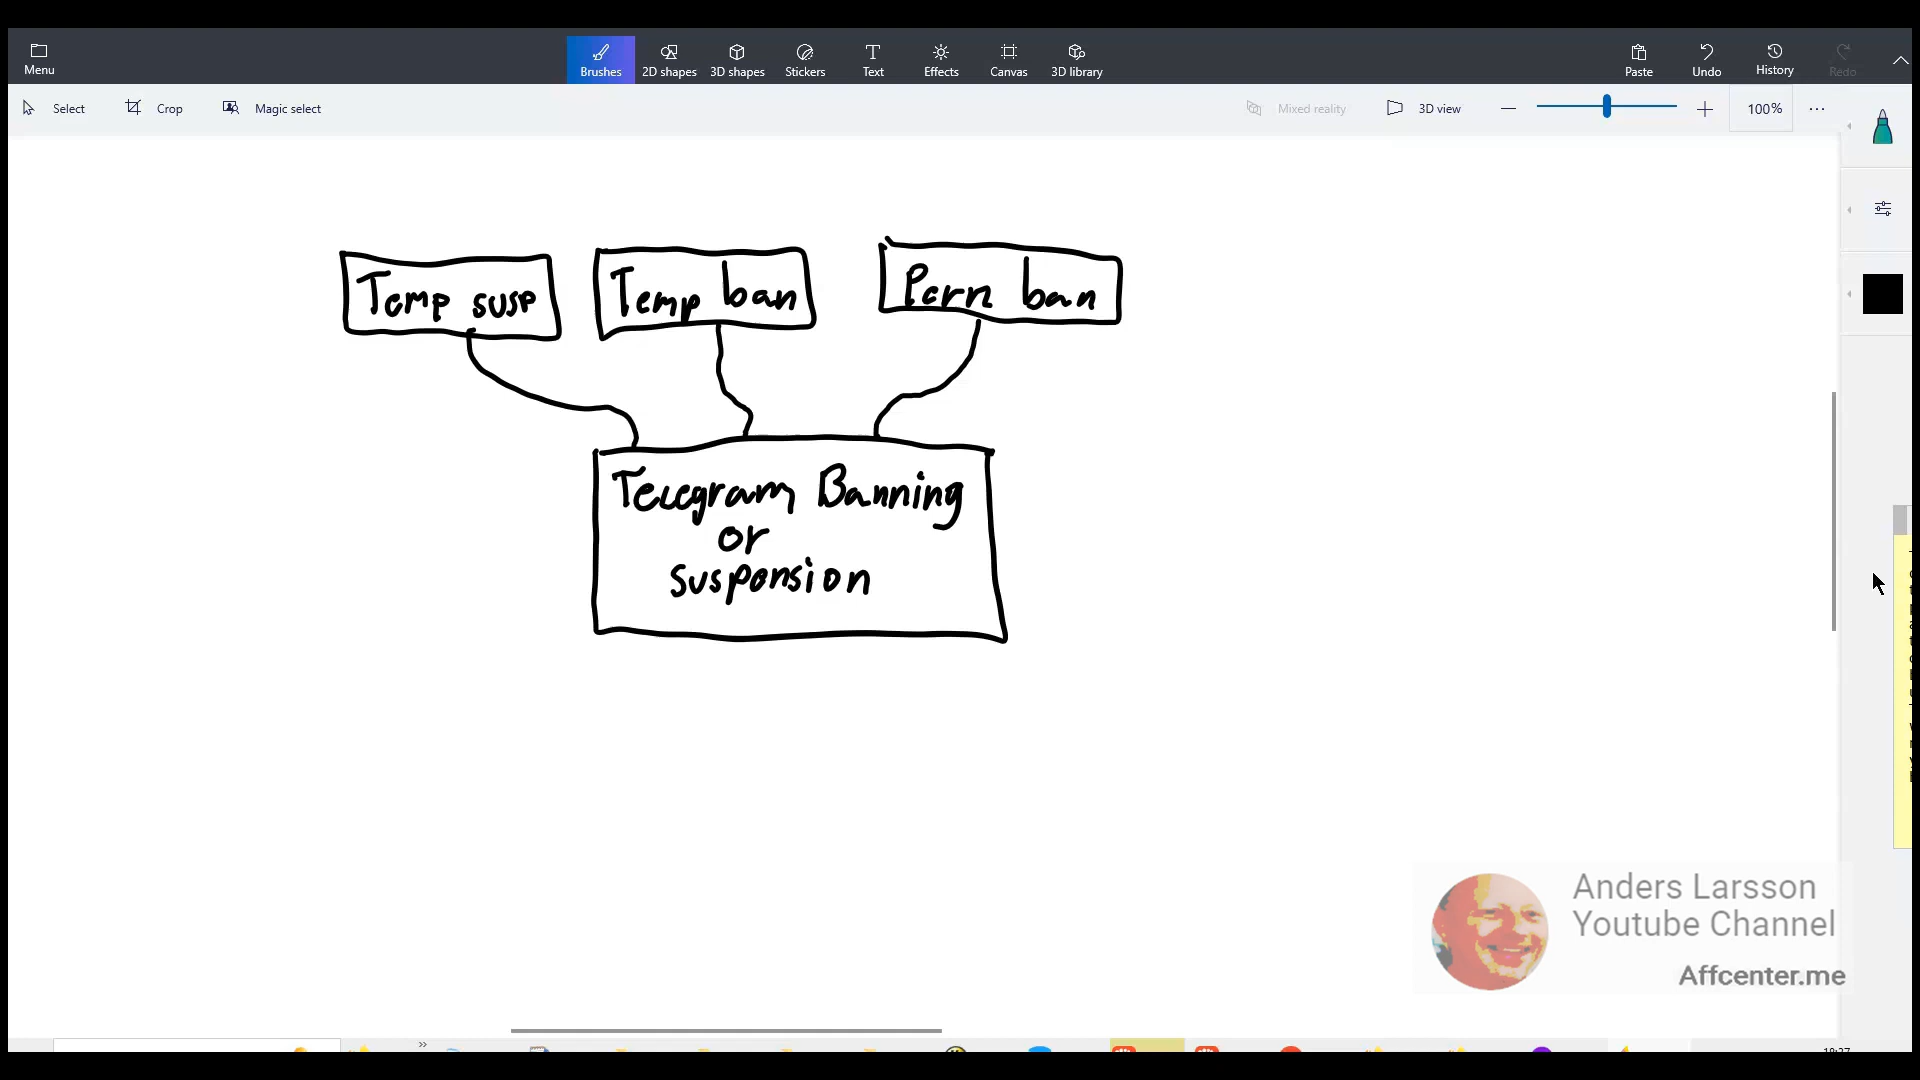 Menu
Brushes
2D shapes
3D shapes
Stickers
Text
Effects
Canvas
3D library
Paste
Undo
History
Redo
Select
Crop
Magic select
Mixed reality
3D view
100%
Temp susp
Temp ban
Perm ban
Telegram Banning
or
suspension
Anders Larsson
Youtube Channel
Affcenter.me